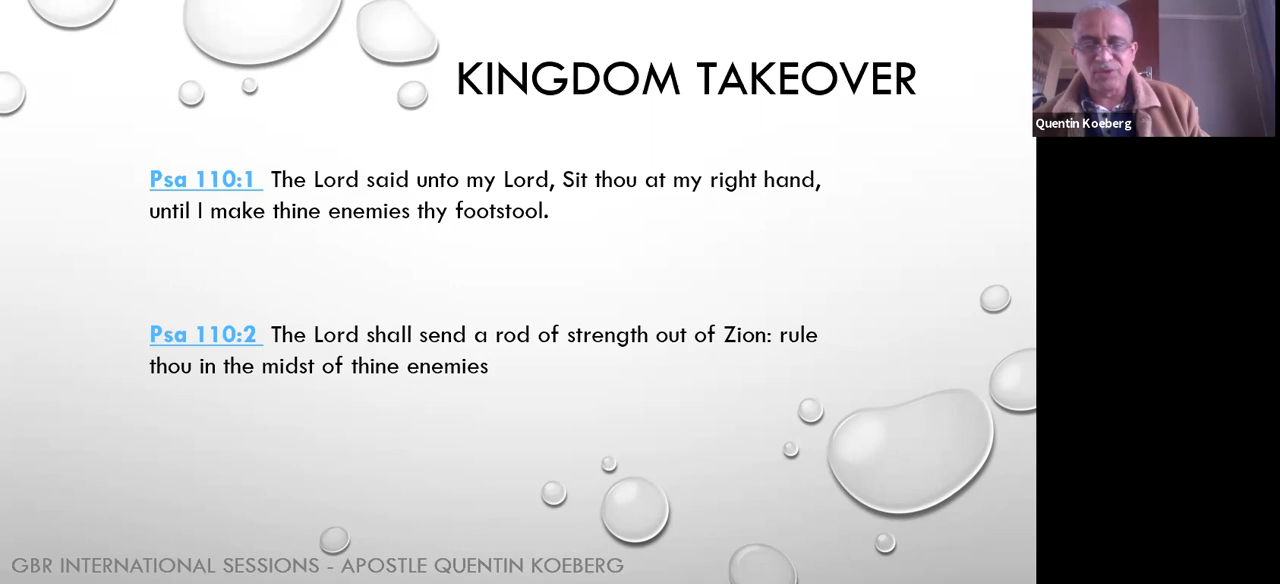 KINGDOM TAKEOVER
Quentin Koeberg
Psa 110:1 The Lord said unto my Lord, Sit thou at my right hand,
until I make thine enemies thy footstool.
Psa 110:2 The Lord shall send a rod of strength out of Zion: rule
thou in the midst of thine enemies
GBR INTERNATIONAL SESSIONS - APOSTLE QUENTIN KOEBERG